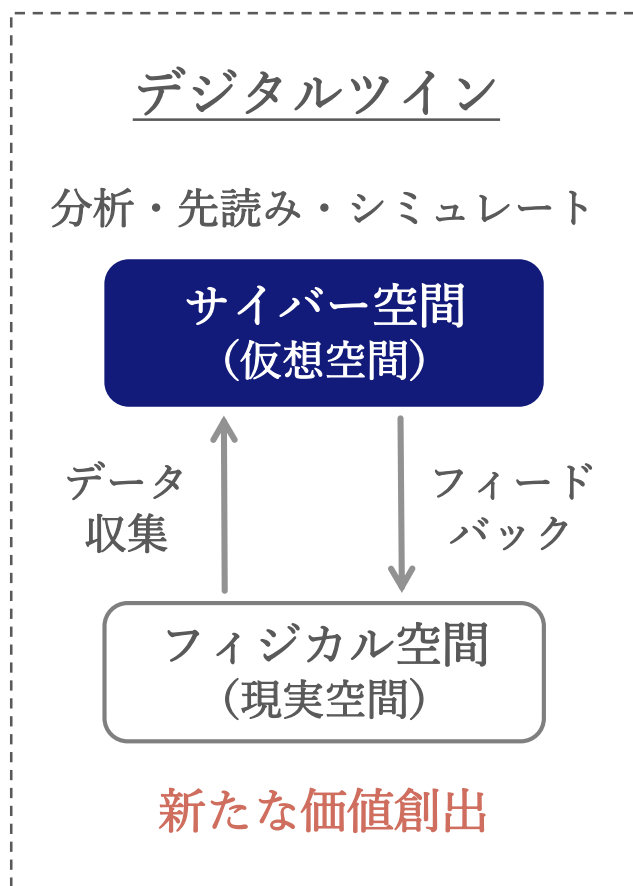 デジタルツイン
分析・先読み・シミュレート
サイバー空間
（仮想空間）
データ
収集
フィード
バック
フィジカル空間
（現実空間）
新たな価値創出